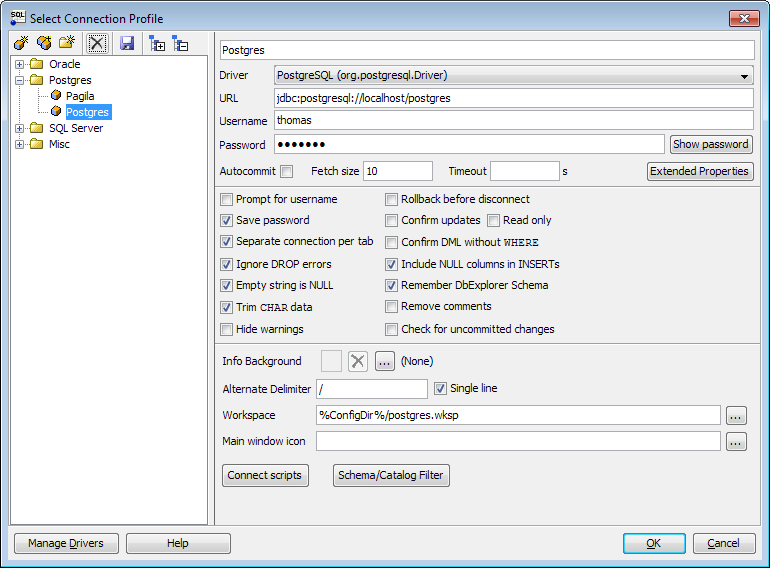 SQL Select Connection Profile
Oracle
Postgres
Pagila
Postgres
SQL Server
Misc
Postgres
Driver PostgreSQL (org.postgresql.Driver)
URL jdbc:postgresql://localhost/postgres
Username thomas
Password ●●●●●●● Show password
Autocommit Fetch size 10 Timeout s Extended Properties
Prompt for username Rollback before disconnect
Save password Confirm updates Read only
Separate connection per tab Confirm DML without WHERE
Ignore DROP errors Include NULL columns in INSERTs
Empty string is NULL Remember DbExplorer Schema
Trim CHAR data Remove comments
Hide warnings Check for uncommitted changes
Info Background ... (None)
Alternate Delimiter / Single line
Workspace %ConfigDir%/postgres.wksp ...
Main window icon ...
Connect scripts Schema/Catalog Filter
Manage Drivers Help OK Cancel